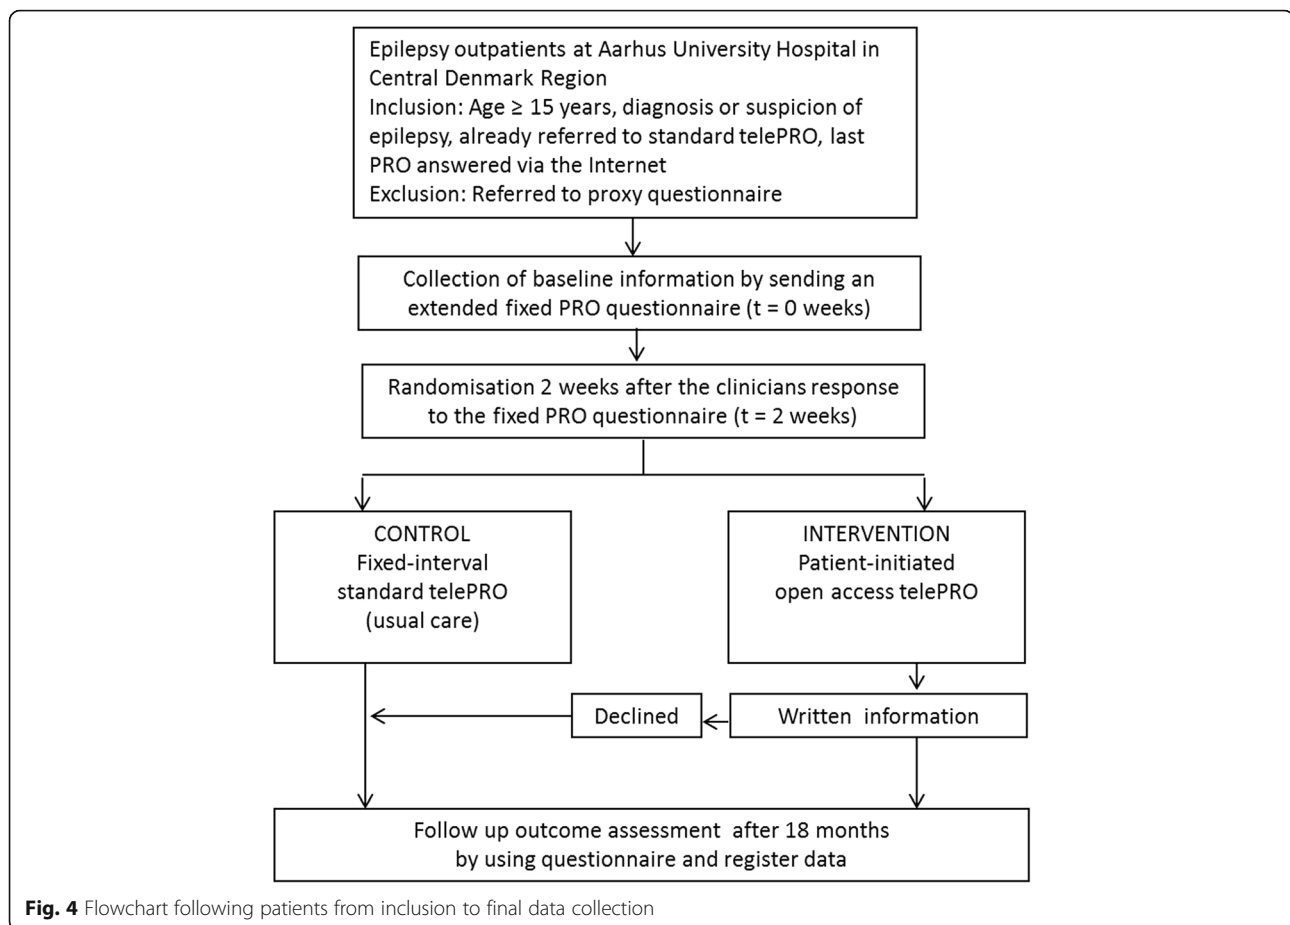 Epilepsy outpatients at Aarhus University Hospital in
Central Denmark Region
Inclusion: Age ≥ 15 years, diagnosis or suspicion of
epilepsy, already referred to standard telePRO, last
PRO answered via the Internet
Exclusion: Referred to proxy questionnaire
Collection of baseline information by sending an
extended fixed PRO questionnaire (t = 0 weeks)
Randomisation 2 weeks after the clinicians response
to the fixed PRO questionnaire (t = 2 weeks)
CONTROL
Fixed-interval
standard telePRO
(usual care)
INTERVENTION
Patient-initiated
open access telePRO
Declined
Written information
Follow up outcome assessment after 18 months
by using questionnaire and register data
Fig. 4 Flowchart following patients from inclusion to final data collection